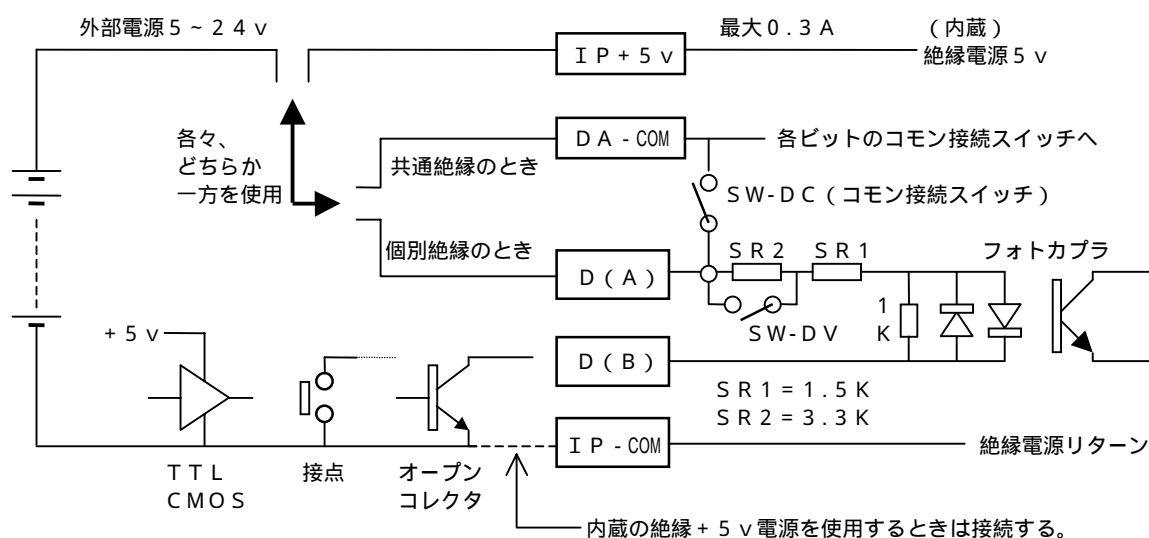 外部電源5~24v
IP+5v
最大0.3A
(内蔵)
絶縁電源5v
各々、
どちらか
一方を使用
共通絶縁のとき
DA-COM
各ビットのコモン接続スイッチへ
SW-DC(コモン接続スイッチ)
個別絶縁のとき
D(A)
SR2
SR1
フォトカプラ
SW-DV
1
K
+5v
D(B)
SR1=1.5K
SR2=3.3K
IP-COM
絶縁電源リターン
TTL
CMOS
接点
オープン
コレクタ
内蔵の絶縁+5v電源を使用するときは接続する。